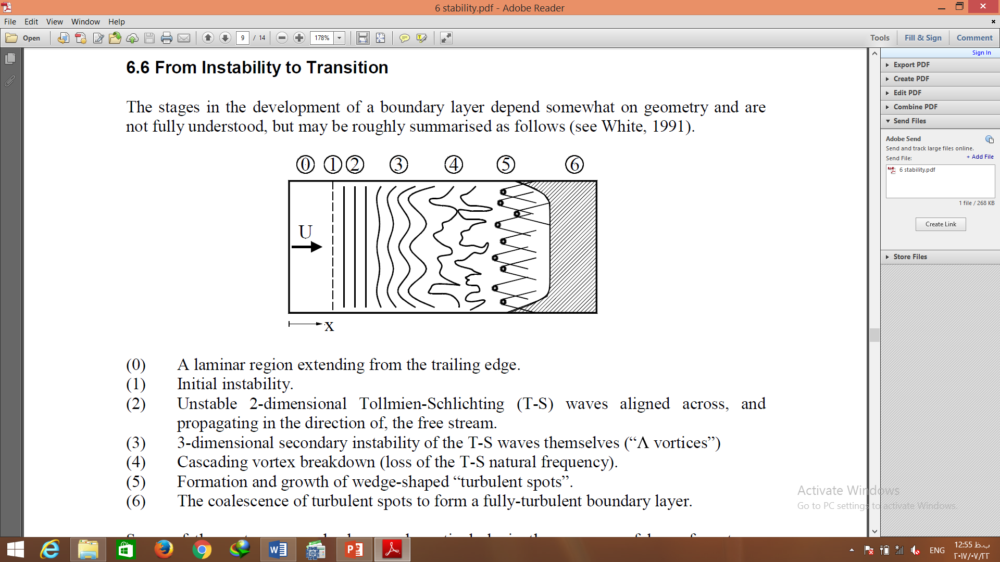 6 stability.pdf - Adobe Reader
File Edit View Window Help
Open 9 / 14 178% Tools Fill & Sign Comment
Sign In
Export PDF
Create PDF
Edit PDF
Combine PDF
Send Files
Adobe Send
Send and track large files online.
Send File: + Add File
6 stability.pdf
1 file / 268 KB
Create Link
Store Files
6.6 From Instability to Transition
The stages in the development of a boundary layer depend somewhat on geometry and are
not fully understood, but may be roughly summarised as follows (see White, 1991).
0 1 2 3 4 5 6
U
x
(0) A laminar region extending from the trailing edge.
(1) Initial instability.
(2) Unstable 2-dimensional Tollmien-Schlichting (T-S) waves aligned across, and
propagating in the direction of, the free stream.
(3) 3-dimensional secondary instability of the T-S waves themselves (“Λ vortices”)
(4) Cascading vortex breakdown (loss of the T-S natural frequency).
(5) Formation and growth of wedge-shaped “turbulent spots”.
(6) The coalescence of turbulent spots to form a fully-turbulent boundary layer.
Activate Windows
Go to PC settings to activate Windows.
ENG
12:55 ب.ظ
٢٠١٧/٠٧/٢٢